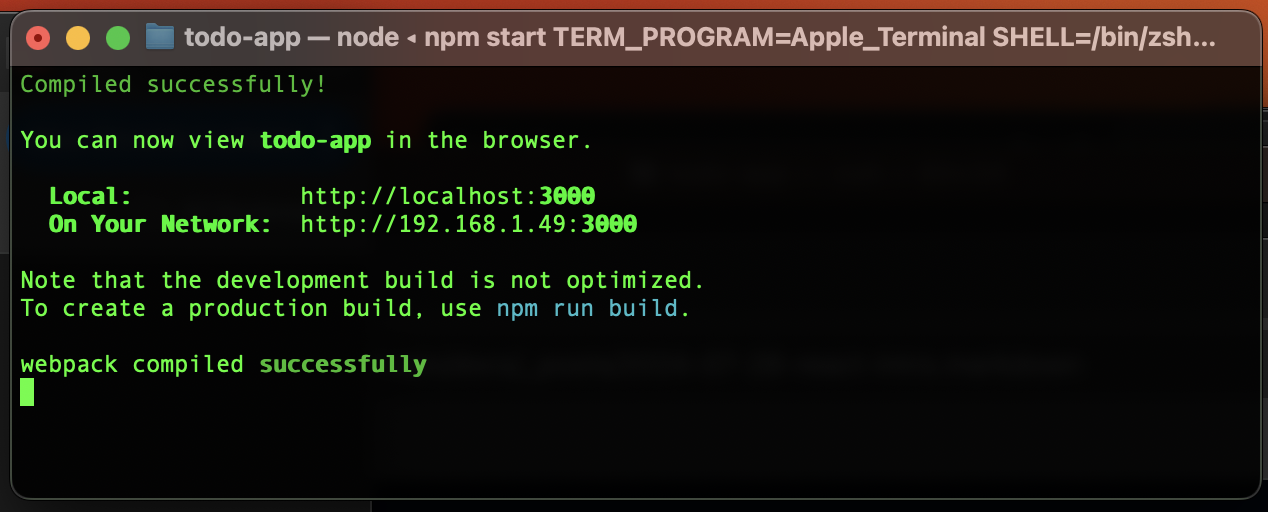 todo-app — node ◂ npm start TERM_PROGRAM=Apple_Terminal SHELL=/bin/zsh...
Compiled successfully!
You can now view todo-app in the browser.
Local: http://localhost:3000
On Your Network: http://192.168.1.49:3000
Note that the development build is not optimized.
To create a production build, use npm run build.
webpack compiled successfully